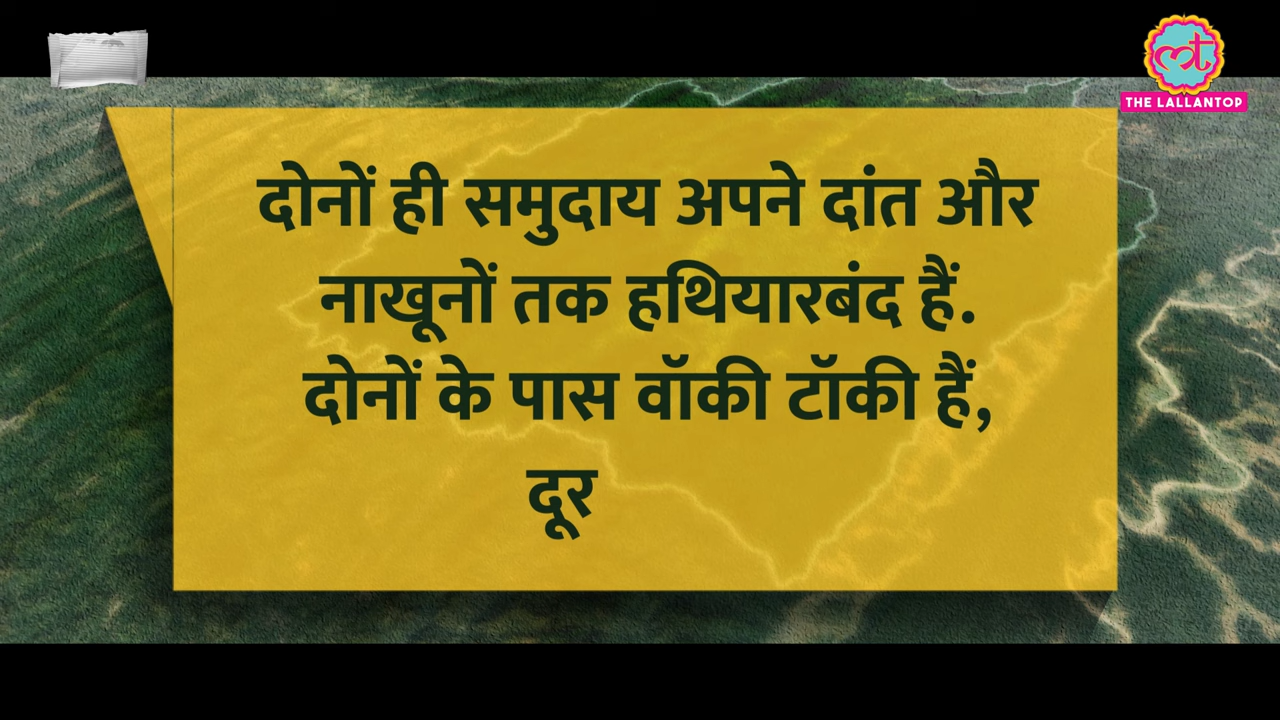 THE LALLANTOP
दोनों ही समुदाय अपने दांत और
नाखूनों तक हथियारबंद हैं.
दोनों के पास वॉकी टॉकी हैं,
दूर